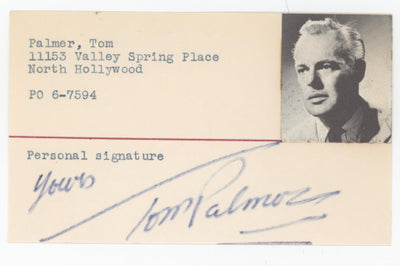 Palmer, Tom
11153 Valley Spring Place
North Hollywood
PO 6-7594
Personal signature
Yours
Tom Palmer